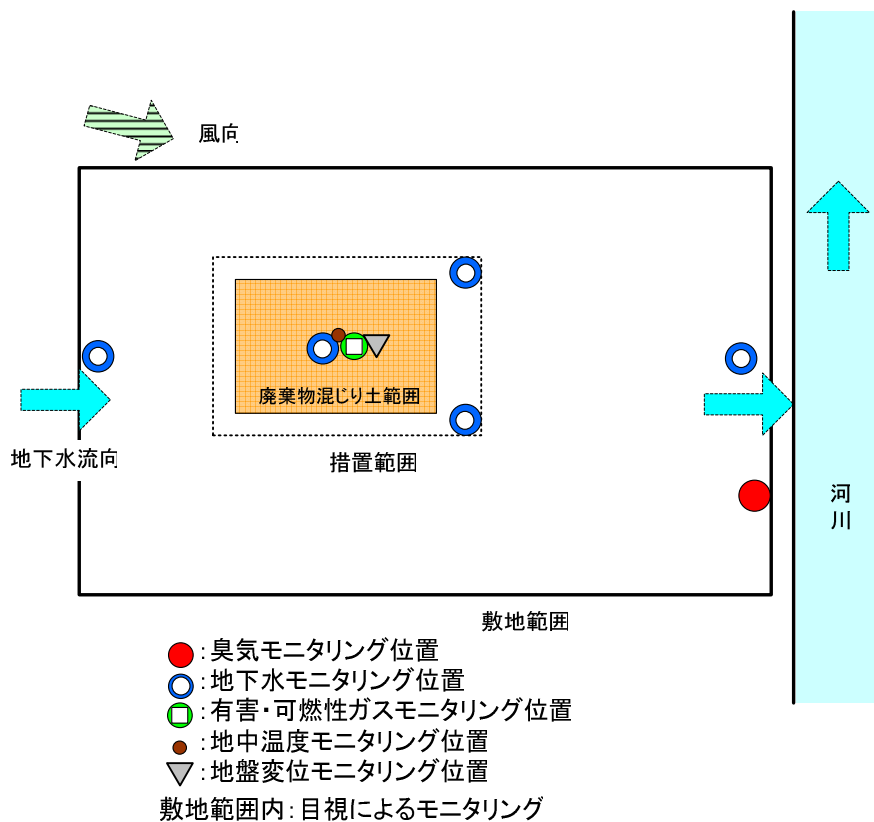 風向
廃棄物混じり土範囲
地下水流向
措置範囲
河
川
敷地範囲
：臭気モニタリング位置
：地下水モニタリング位置
：有害・可燃性ガスモニタリング位置
：地中温度モニタリング位置
：地盤変位モニタリング位置
敷地範囲内：目視によるモニタリング